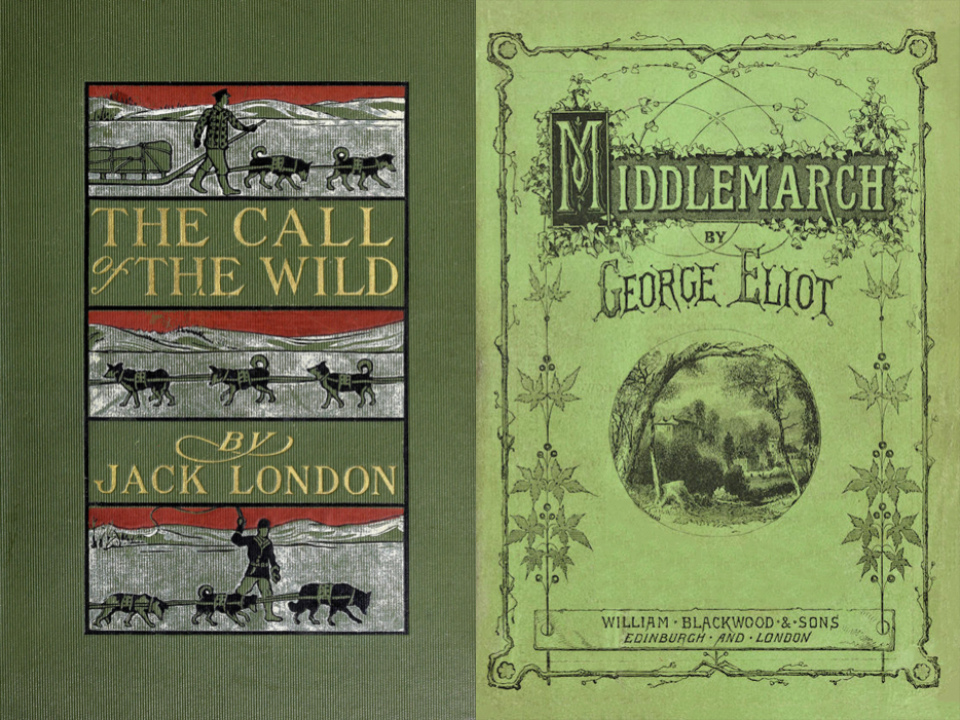 THE CALL
of THE WILD
BY
JACK LONDON
MIDDLEMARCH
BY
GEORGE ELIOT
WILLIAM · BLACKWOOD · & · SONS
EDINBURGH · AND · LONDON